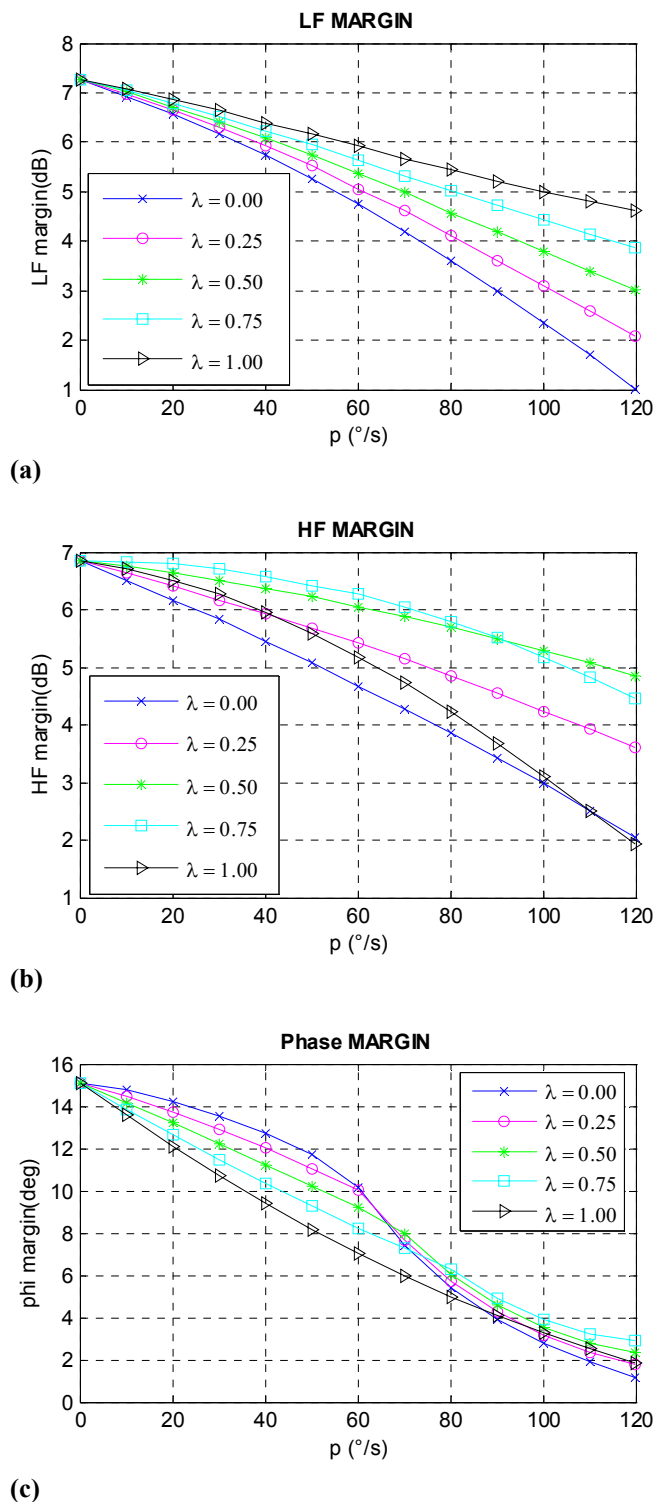 LF MARGIN
8
7
6
5
4
3
2
1
LF margin(dB)
λ = 0.00
λ = 0.25
λ = 0.50
λ = 0.75
λ = 1.00
0 20 40 60 80 100 120
p (°/s)
(a)
HF MARGIN
7
6
5
4
3
2
1
HF margin(dB)
λ = 0.00
λ = 0.25
λ = 0.50
λ = 0.75
λ = 1.00
0 20 40 60 80 100 120
p (°/s)
(b)
Phase MARGIN
16
14
12
10
8
6
4
2
0
phi margin(deg)
λ = 0.00
λ = 0.25
λ = 0.50
λ = 0.75
λ = 1.00
0 20 40 60 80 100 120
p (°/s)
(c)